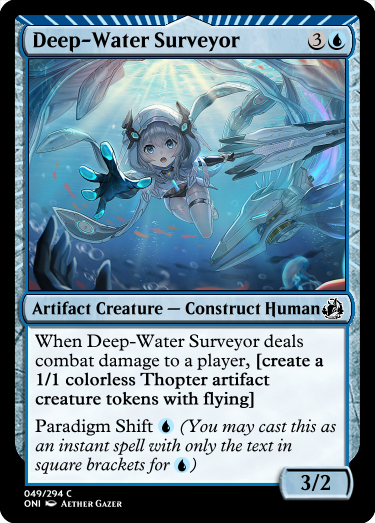 Deep-Water Surveyor 3
Artifact Creature — Construct Human
When Deep-Water Surveyor deals
combat damage to a player, [create a
1/1 colorless Thopter artifact
creature tokens with flying]
Paradigm Shift (You may cast this as
an instant spell with only the text in
square brackets for )
3/2
049/294 C
ONI AETHER GAZER